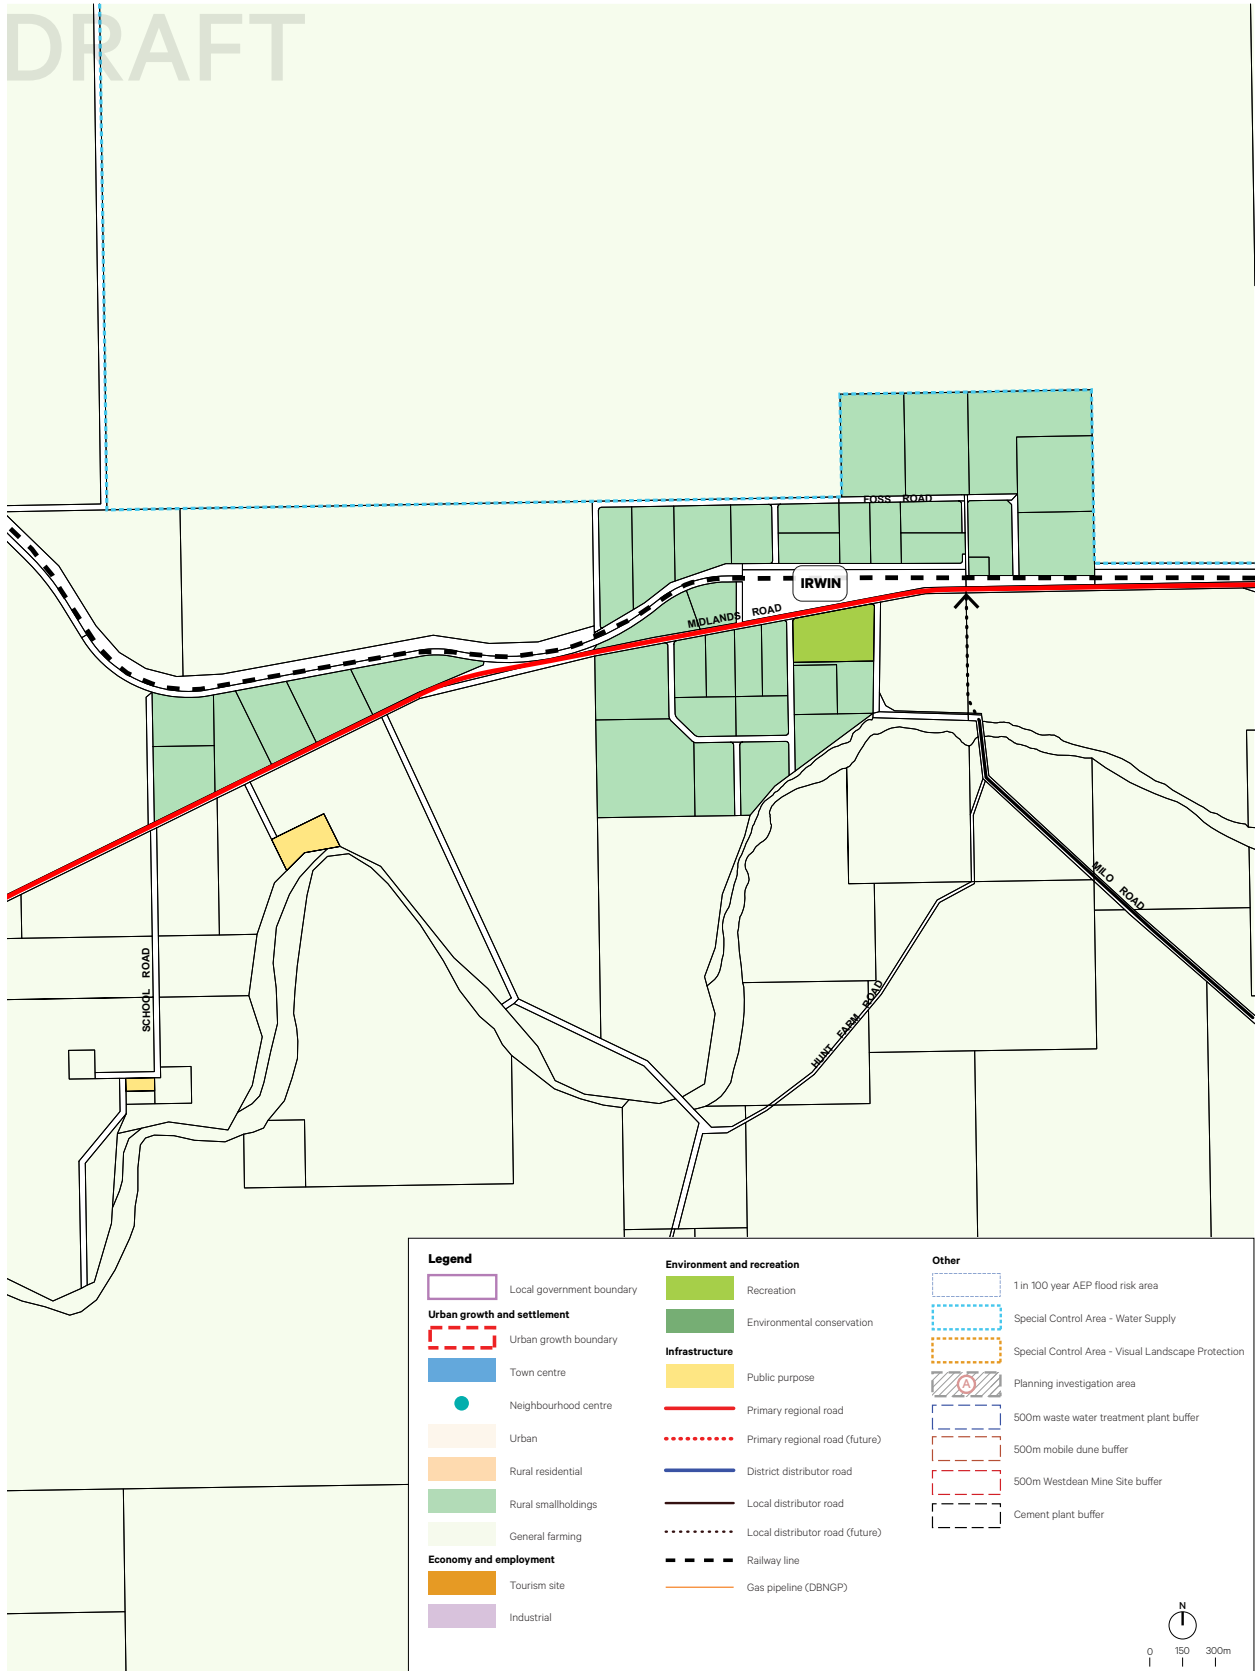 DRAFT
FOSS ROAD
IRWIN
MIDLANDS ROAD
MILO ROAD
SCHOOL ROAD
HUNT FARM ROAD
Legend
Local government boundary
Urban growth and settlement
Urban growth boundary
Town centre
Neighbourhood centre
Urban
Rural residential
Rural smallholdings
General farming
Economy and employment
Tourism site
Industrial
Environment and recreation
Recreation
Environmental conservation
Infrastructure
Public purpose
Primary regional road
Primary regional road (future)
District distributor road
Local distributor road
Local distributor road (future)
Railway line
Gas pipeline (DBNGP)
Other
1 in 100 year AEP flood risk area
Special Control Area - Water Supply
Special Control Area - Visual Landscape Protection
A
Planning investigation area
500m waste water treatment plant buffer
500m mobile dune buffer
500m Westdean Mine Site buffer
Cement plant buffer
N
0 150 300m